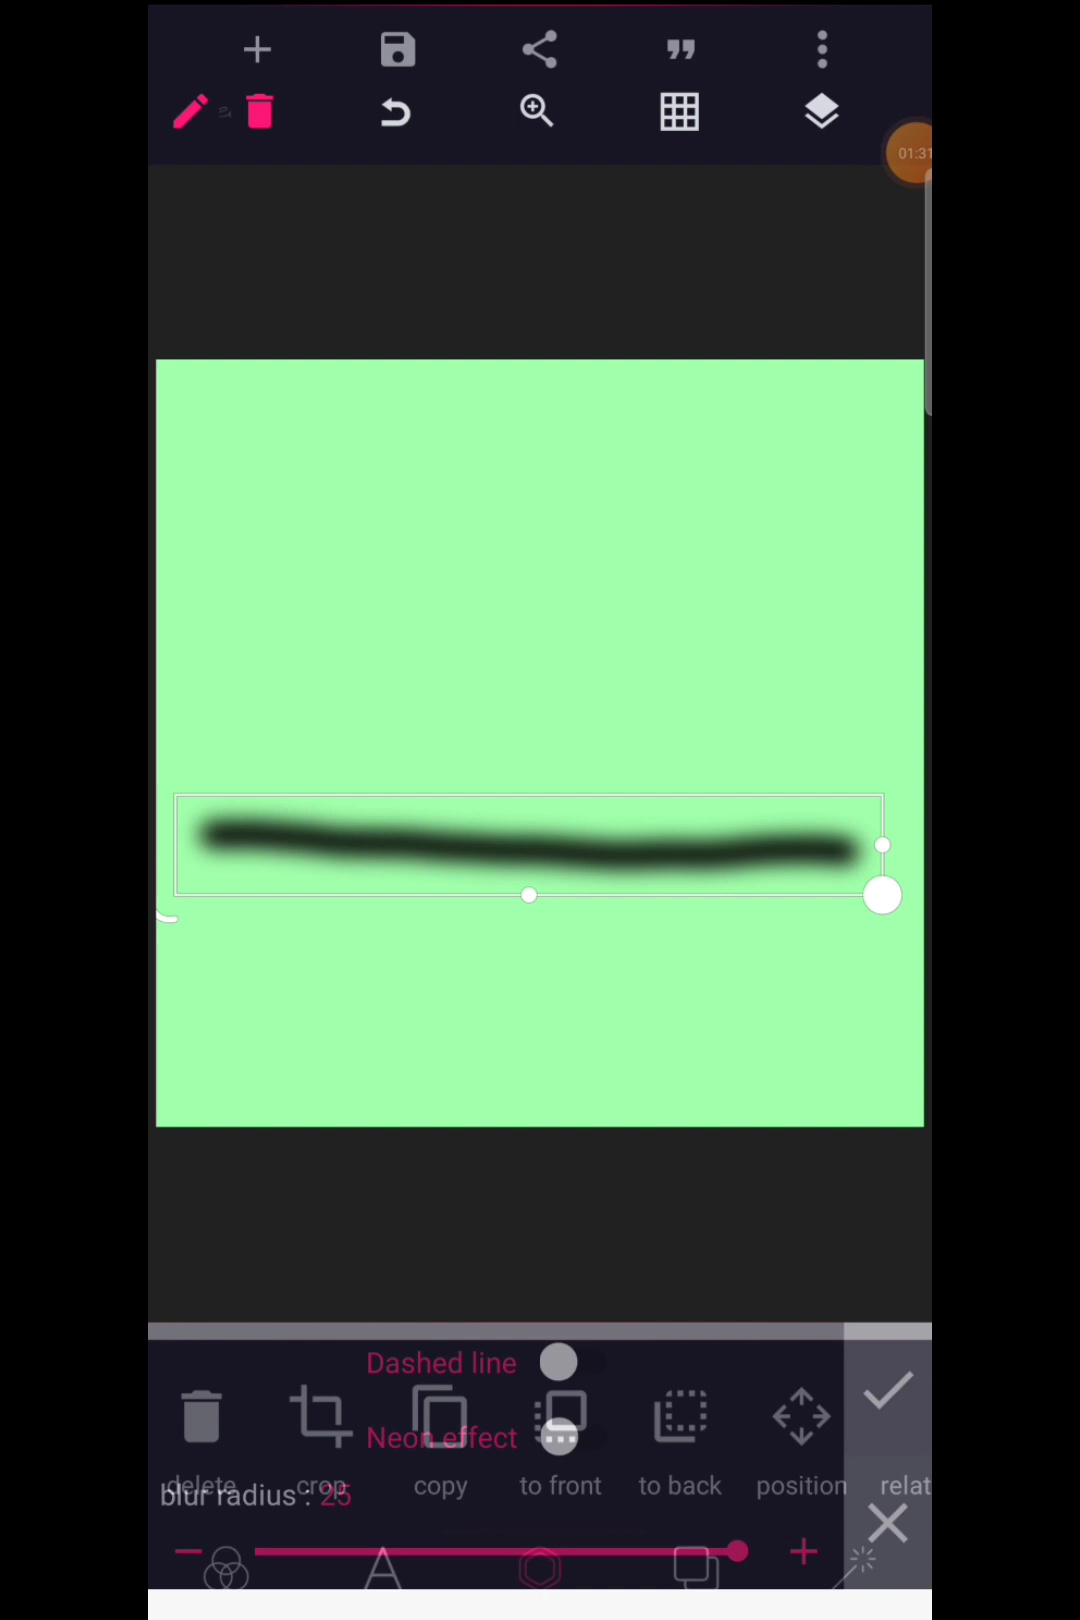 01:31
Dashed line
Neon effect
delete crop copy to front to back position relat
blur radius : 25